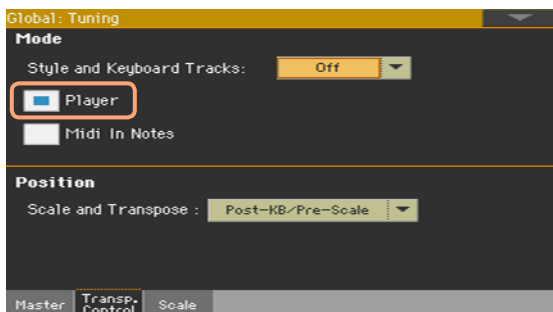 Global: Tuning
Mode
Style and Keyboard Tracks: Off
Player
Midi In Notes
Position
Scale and Transpose : Post-KB/Pre-Scale
Master Transp. Control Scale